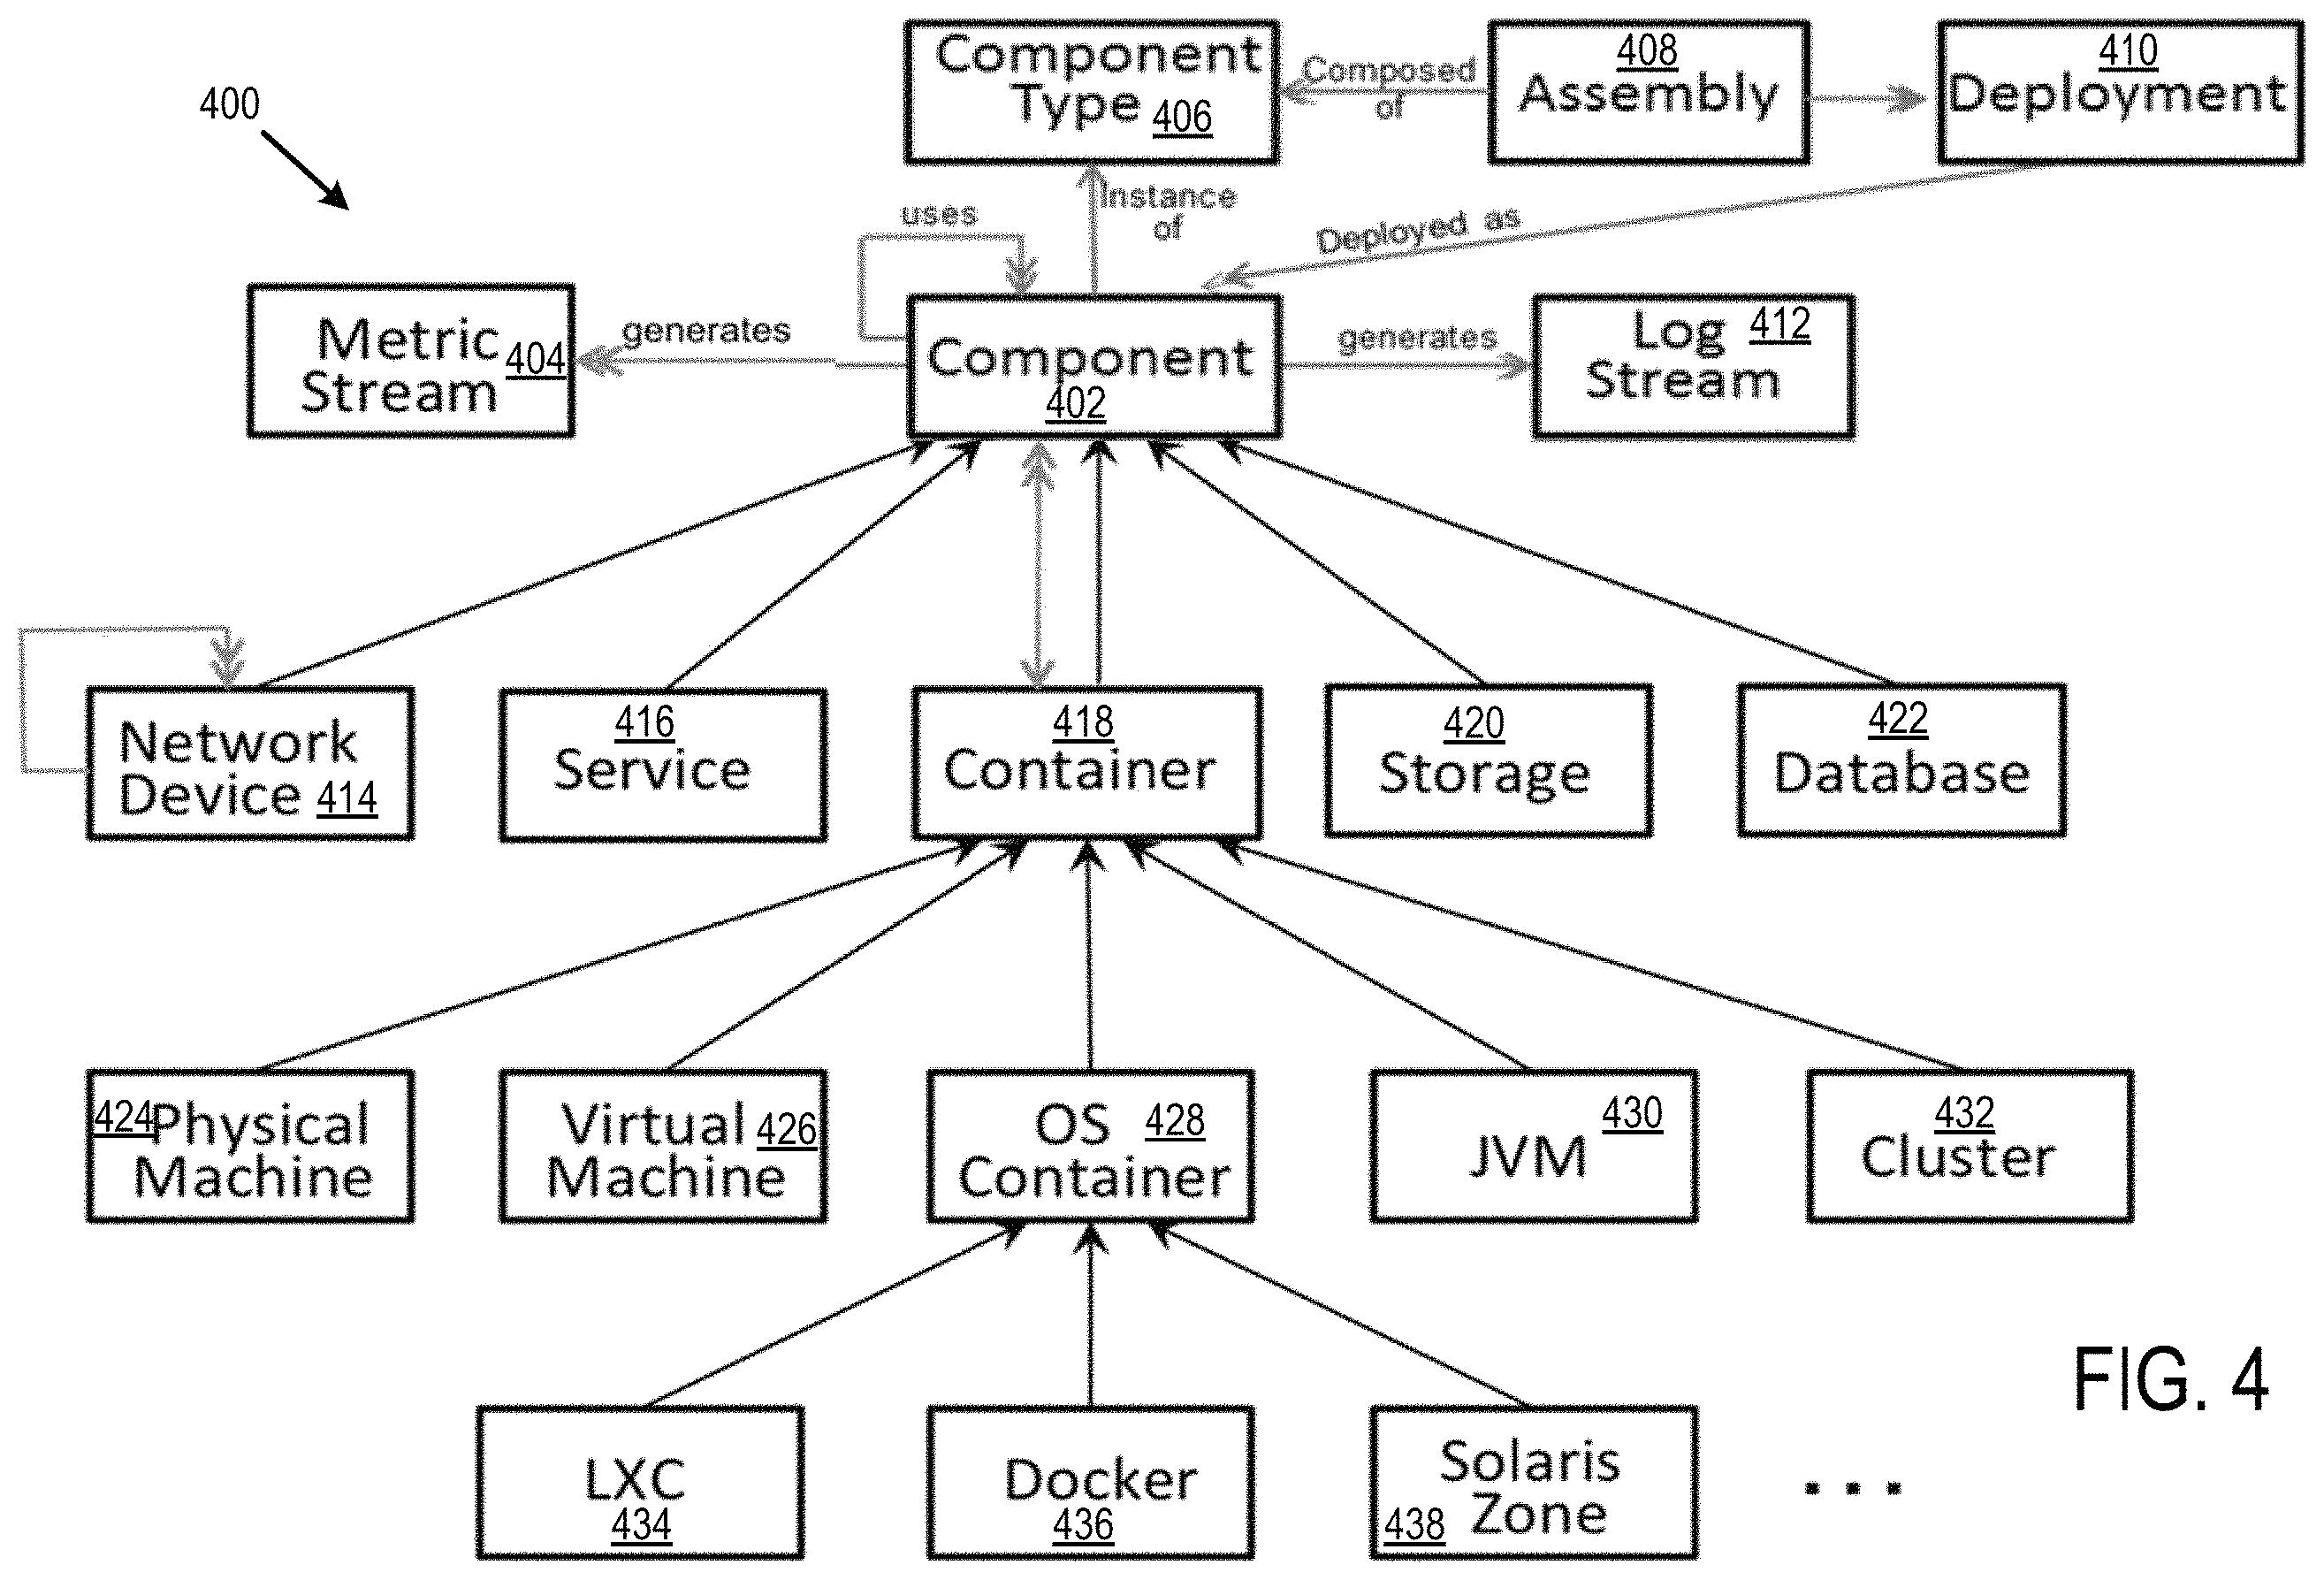 400
Component
Type 406
Composed
of
408
Assembly
410
Deployment
uses
Instance
of
Deployed as
Metric
Stream 404
generates
Component
402
generates
Log 412
Stream
Network
Device 414
416
Service
418
Container
420
Storage
422
Database
424 Physical
Machine
Virtual 426
Machine
OS 428
Container
430
JVM
432
Cluster
LXC
434
Docker
436
Solaris
438 Zone
...
FIG. 4